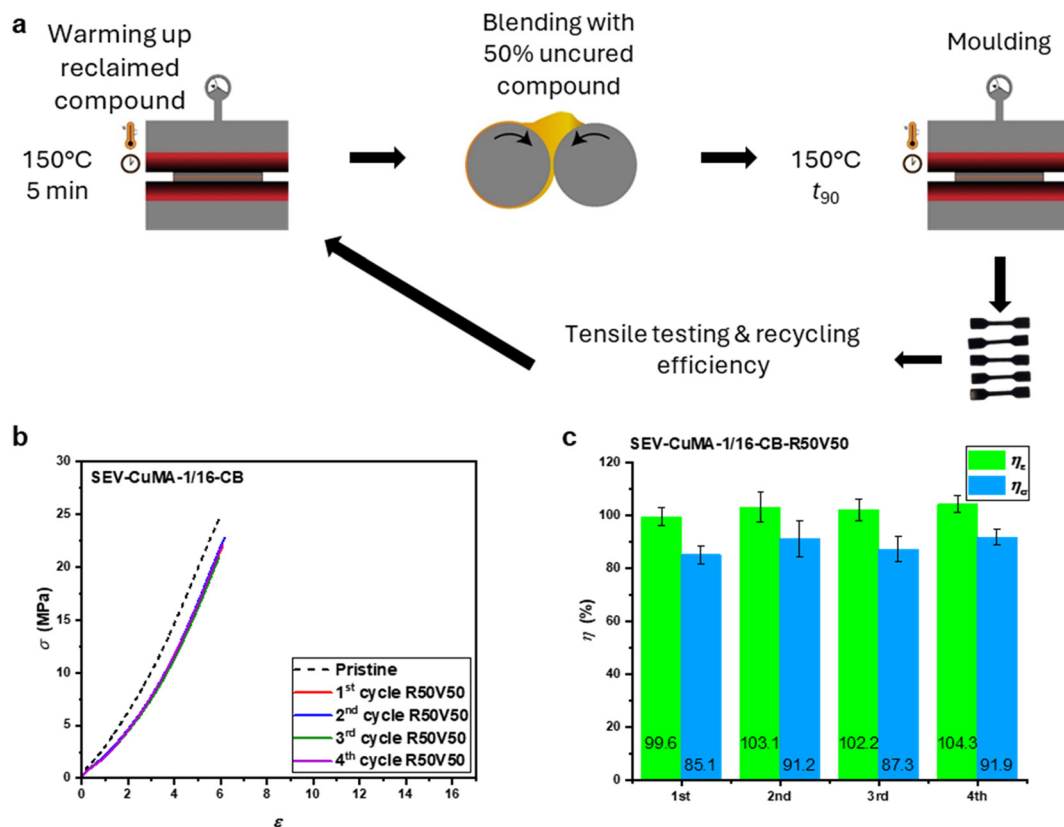 a
Warming up
reclaimed
compound
150°C
5 min
Blending with
50% uncured
compound
Moulding
150°C
t90
Tensile testing & recycling
efficiency
b
SEV-CuMA-1/16-CB
30
25
20
15
10
5
0
σ (MPa)
0 2 4 6 8 10 12 14 16
ε
Pristine
1st cycle R50V50
2nd cycle R50V50
3rd cycle R50V50
4th cycle R50V50
c
SEV-CuMA-1/16-CB-R50V50
ηε
ησ
120
100
80
60
40
20
0
η (%)
99.6 103.1 102.2 104.3
85.1 91.2 87.3 91.9
1st 2nd 3rd 4th